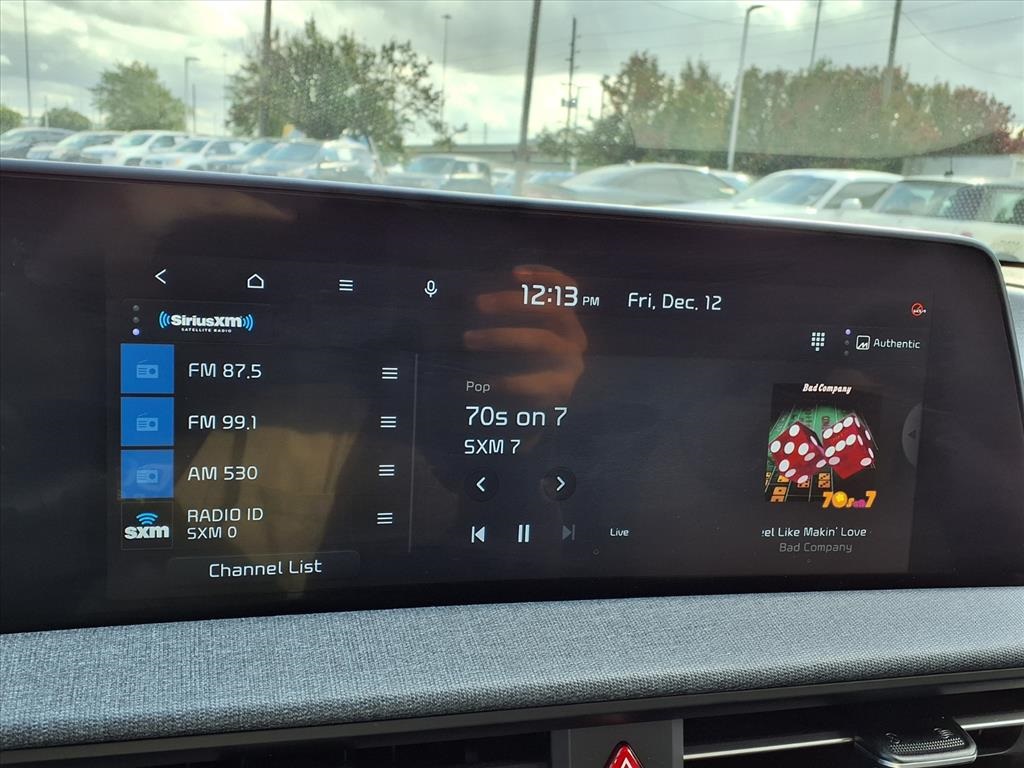 12:13 PM
Fri, Dec. 12
SiriusXM
SATELLITE RADIO
Authentic
FM 87.5
FM 99.1
AM 530
sxm
RADIO ID
SXM 0
Channel List
Pop
70s on 7
SXM 7
Live
Bad Company
70s on 7
eel Like Makin' Love
Bad Company